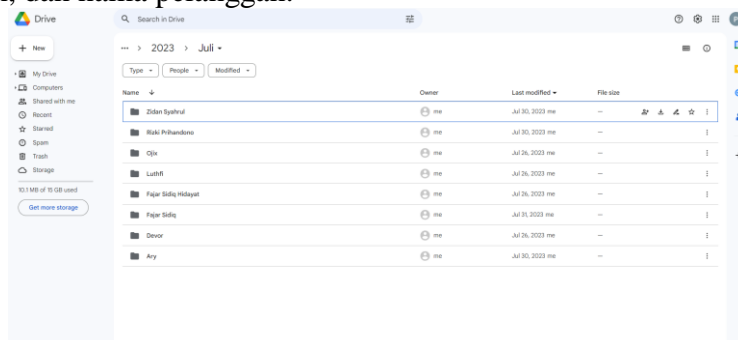 , dan nama pelanggan.
Drive
Search in Drive
New
2023 > Juli
Type
People
Modified
Name
Owner
Last modified
File size
My Drive
Computers
Shared with me
Recent
Starred
Spam
Trash
Storage
10.1 MB of 15 GB used
Get more storage
Zidan Syahrul me Jul 30, 2023 me —
Riski Prihandono me Jul 30, 2023 me —
Ojix me Jul 26, 2023 me —
Luthfi me Jul 26, 2023 me —
Fajar Sidiq Hidayat me Jul 26, 2023 me —
Fajar Sidiq me Jul 31, 2023 me —
Devor me Jul 26, 2023 me —
Ary me Jul 30, 2023 me —